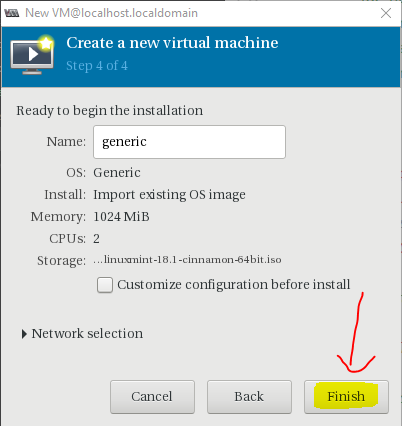 New VM@localhost.localdomain
Create a new virtual machine
Step 4 of 4
Ready to begin the installation
Name: generic
OS: Generic
Install: Import existing OS image
Memory: 1024 MiB
CPUs: 2
Storage: ...linuxmint-18.1-cinnamon-64bit.iso
Customize configuration before install
Network selection
Cancel Back Finish